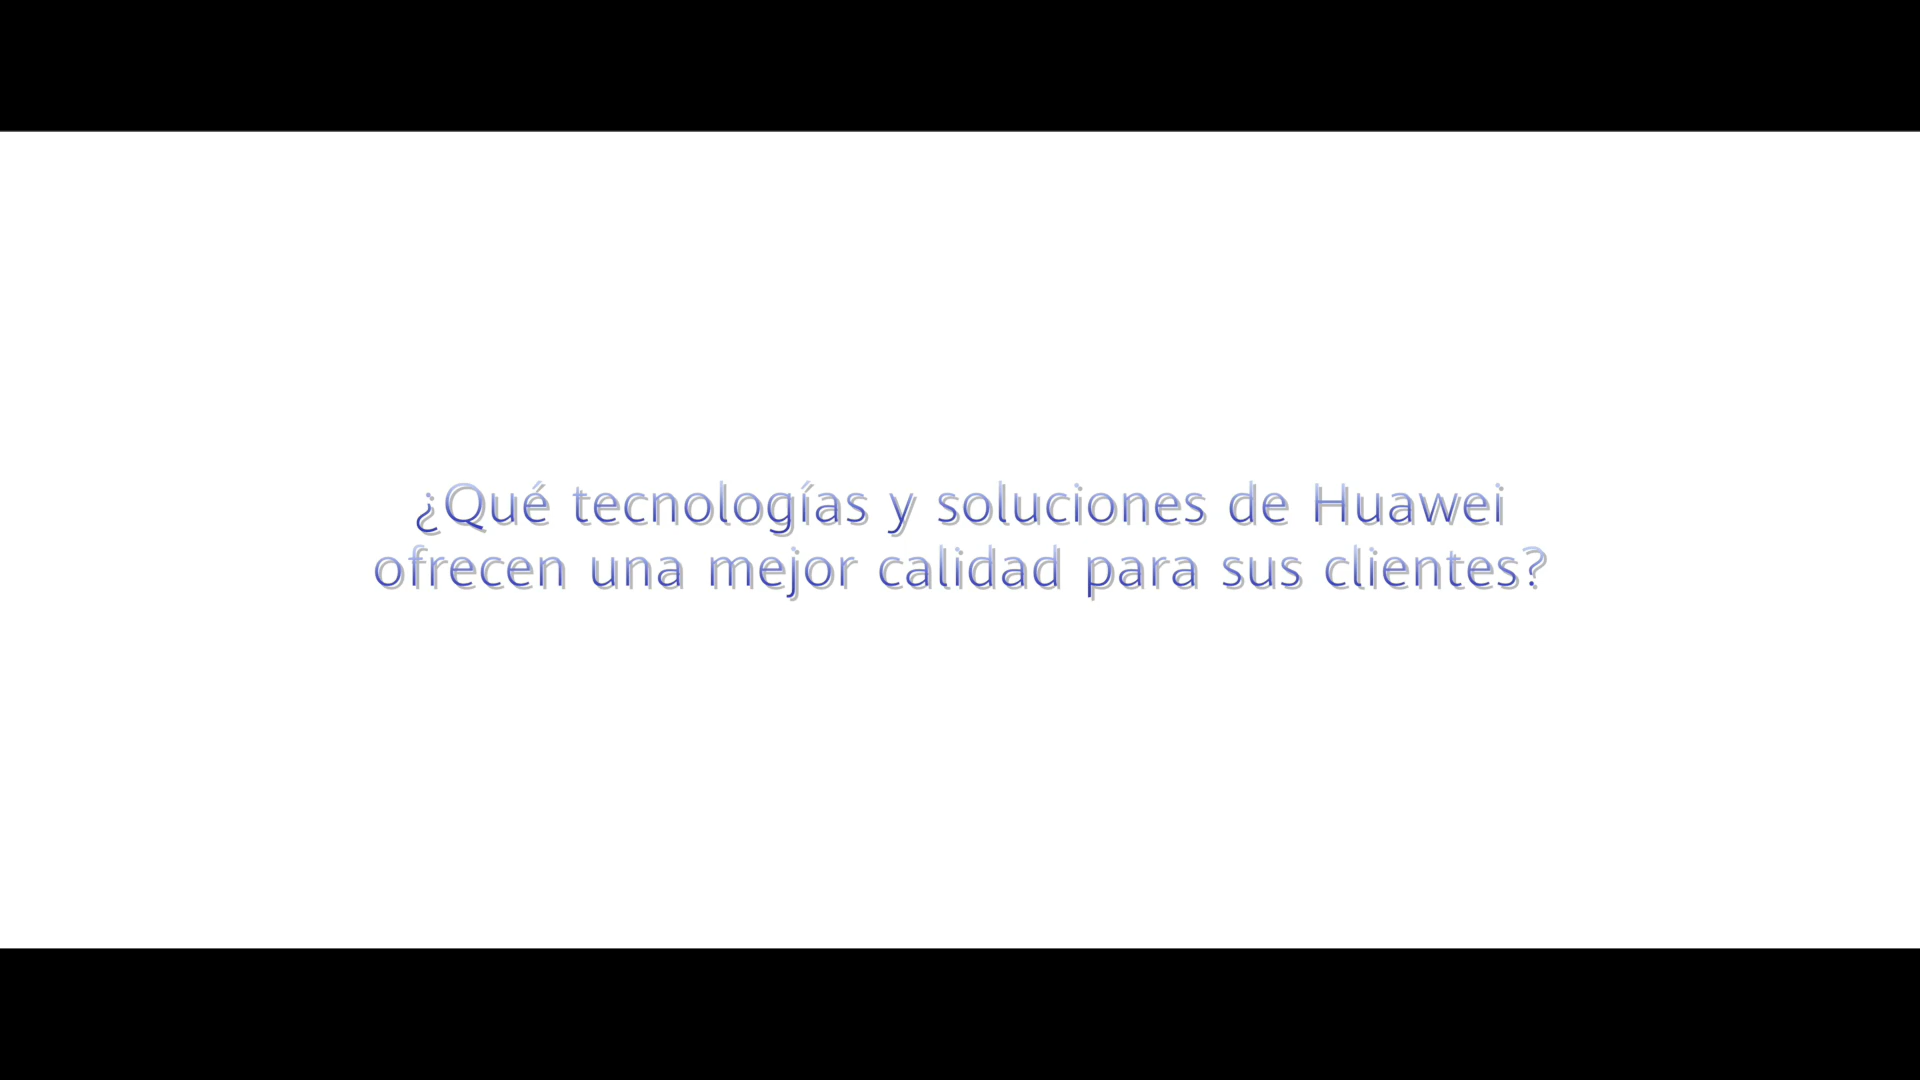 ¿Qué tecnologías y soluciones de Huawei
ofrecen una mejor calidad para sus clientes?